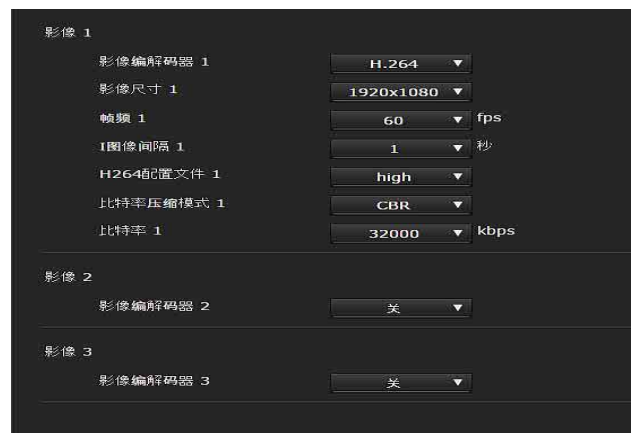 影像 1
影像编解码器 1 H.264
影像尺寸 1 1920x1080
帧频 1 60 fps
I图像间隔 1 1 秒
H264配置文件 1 high
比特率压缩模式 1 CBR
比特率 1 32000 kbps
影像 2
影像编解码器 2 关
影像 3
影像编解码器 3 关